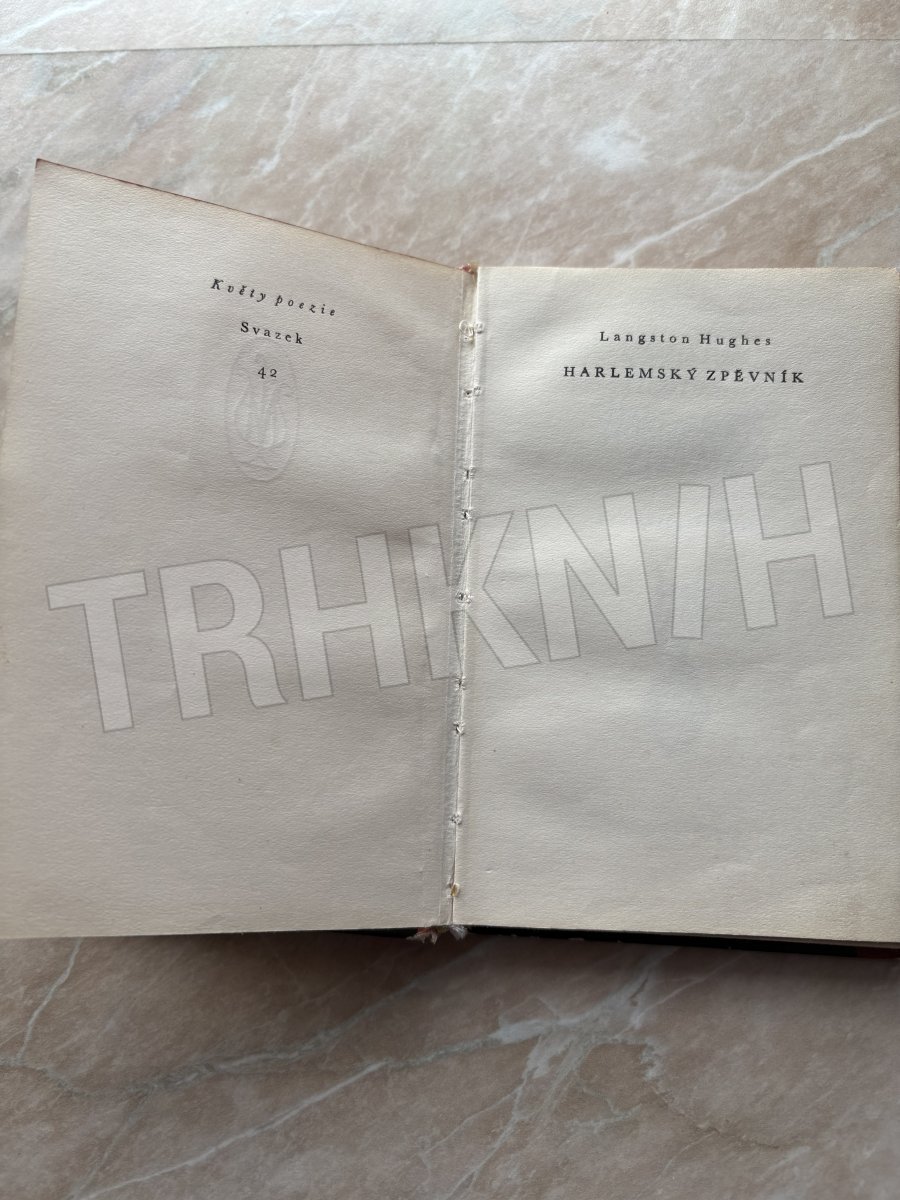 Květy poezie
Svazek
42
Langston Hughes
HARLEMSKÝ ZPĚVNÍK
TRHKNIH